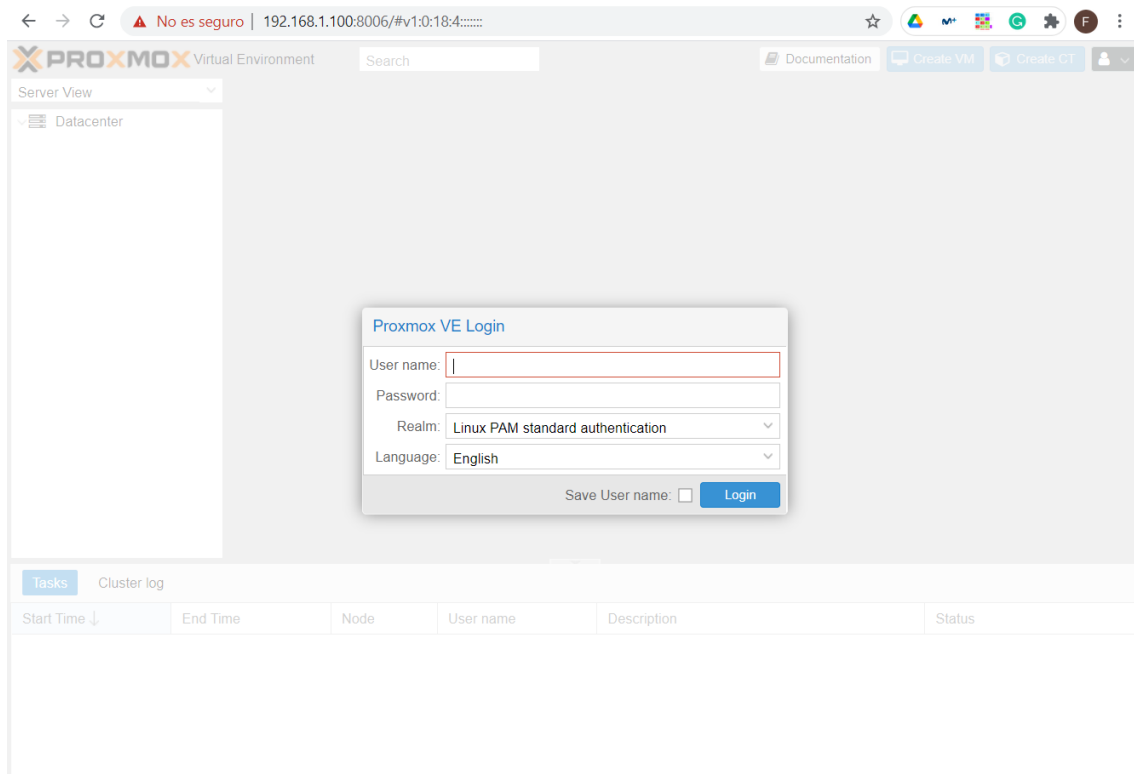 No es seguro | 192.168.1.100:8006/#v1:0:18:4:::::::
M+ G F
PROXMOX Virtual Environment Search Documentation Create VM Create CT
Server View
Datacenter
Proxmox VE Login
User name:
Password:
Realm: Linux PAM standard authentication
Language: English
Save User name: Login
Tasks Cluster log
Start Time End Time Node User name Description Status